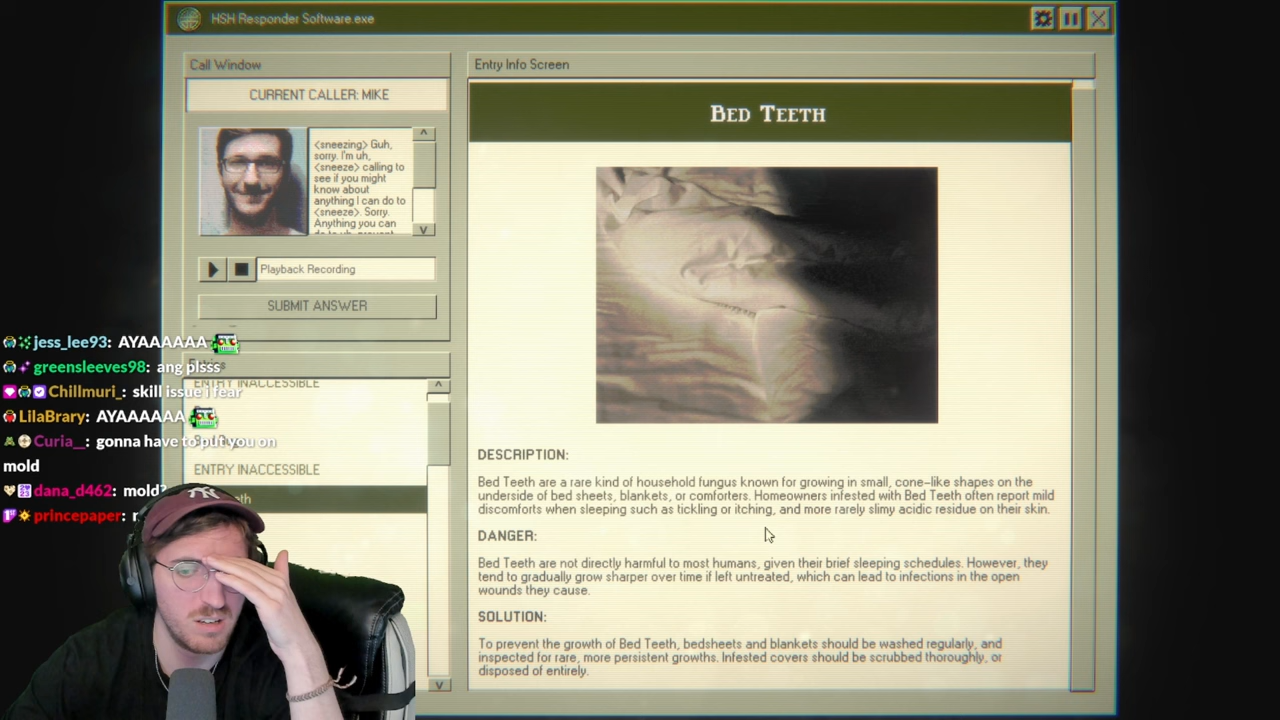 HSH Responder Software.exe
Call Window
CURRENT CALLER: MIKE
<sneezing> Guh,
sorry. I'm uh,
<sneeze> calling to
see if you might
know about
anything I can do to
<sneeze>. Sorry.
Anything you can
Playback Recording
SUBMIT ANSWER
Entries
ENTRY INACCESSIBLE
ENTRY INACCESSIBLE
jess_lee93: AYAAAAAA
greensleeves98: ang plsss
Chillmuri_: skill issue i fear
LilaBrary: AYAAAAAA
Curia__: gonna have to put you on
mold
dana_d462: mold?
princepaper:
Entry Info Screen
BED TEETH
DESCRIPTION:
Bed Teeth are a rare kind of household fungus known for growing in small, cone-like shapes on the
underside of bed sheets, blankets, or comforters. Homeowners infested with Bed Teeth often report mild
discomforts when sleeping such as tickling or itching, and more rarely slimy acidic residue on their skin.
DANGER:
Bed Teeth are not directly harmful to most humans, given their brief sleeping schedules. However, they
tend to gradually grow sharper over time if left untreated, which can lead to infections in the open
wounds they cause.
SOLUTION:
To prevent the growth of Bed Teeth, bedsheets and blankets should be washed regularly, and
inspected for rare, more persistent growths. Infested covers should be scrubbed thoroughly, or
disposed of entirely.